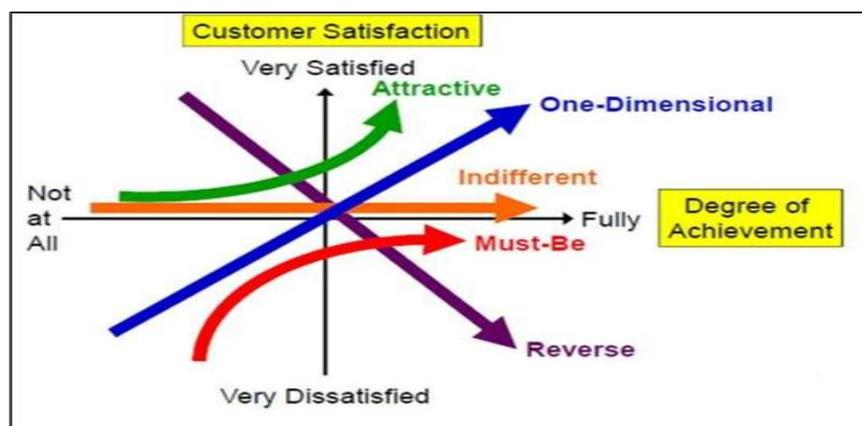 Customer Satisfaction
Very Satisfied
Attractive
One-Dimensional
Indifferent
Not
at
All
Fully
Degree of
Achievement
Must-Be
Reverse
Very Dissatisfied